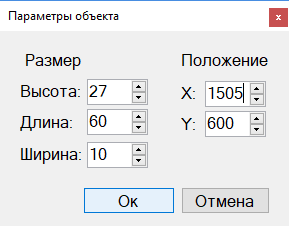 Параметры объекта
x
Размер Положение
Высота: 27 X: 1505
Длина: 60 Y: 600
Ширина: 10
Ок Отмена